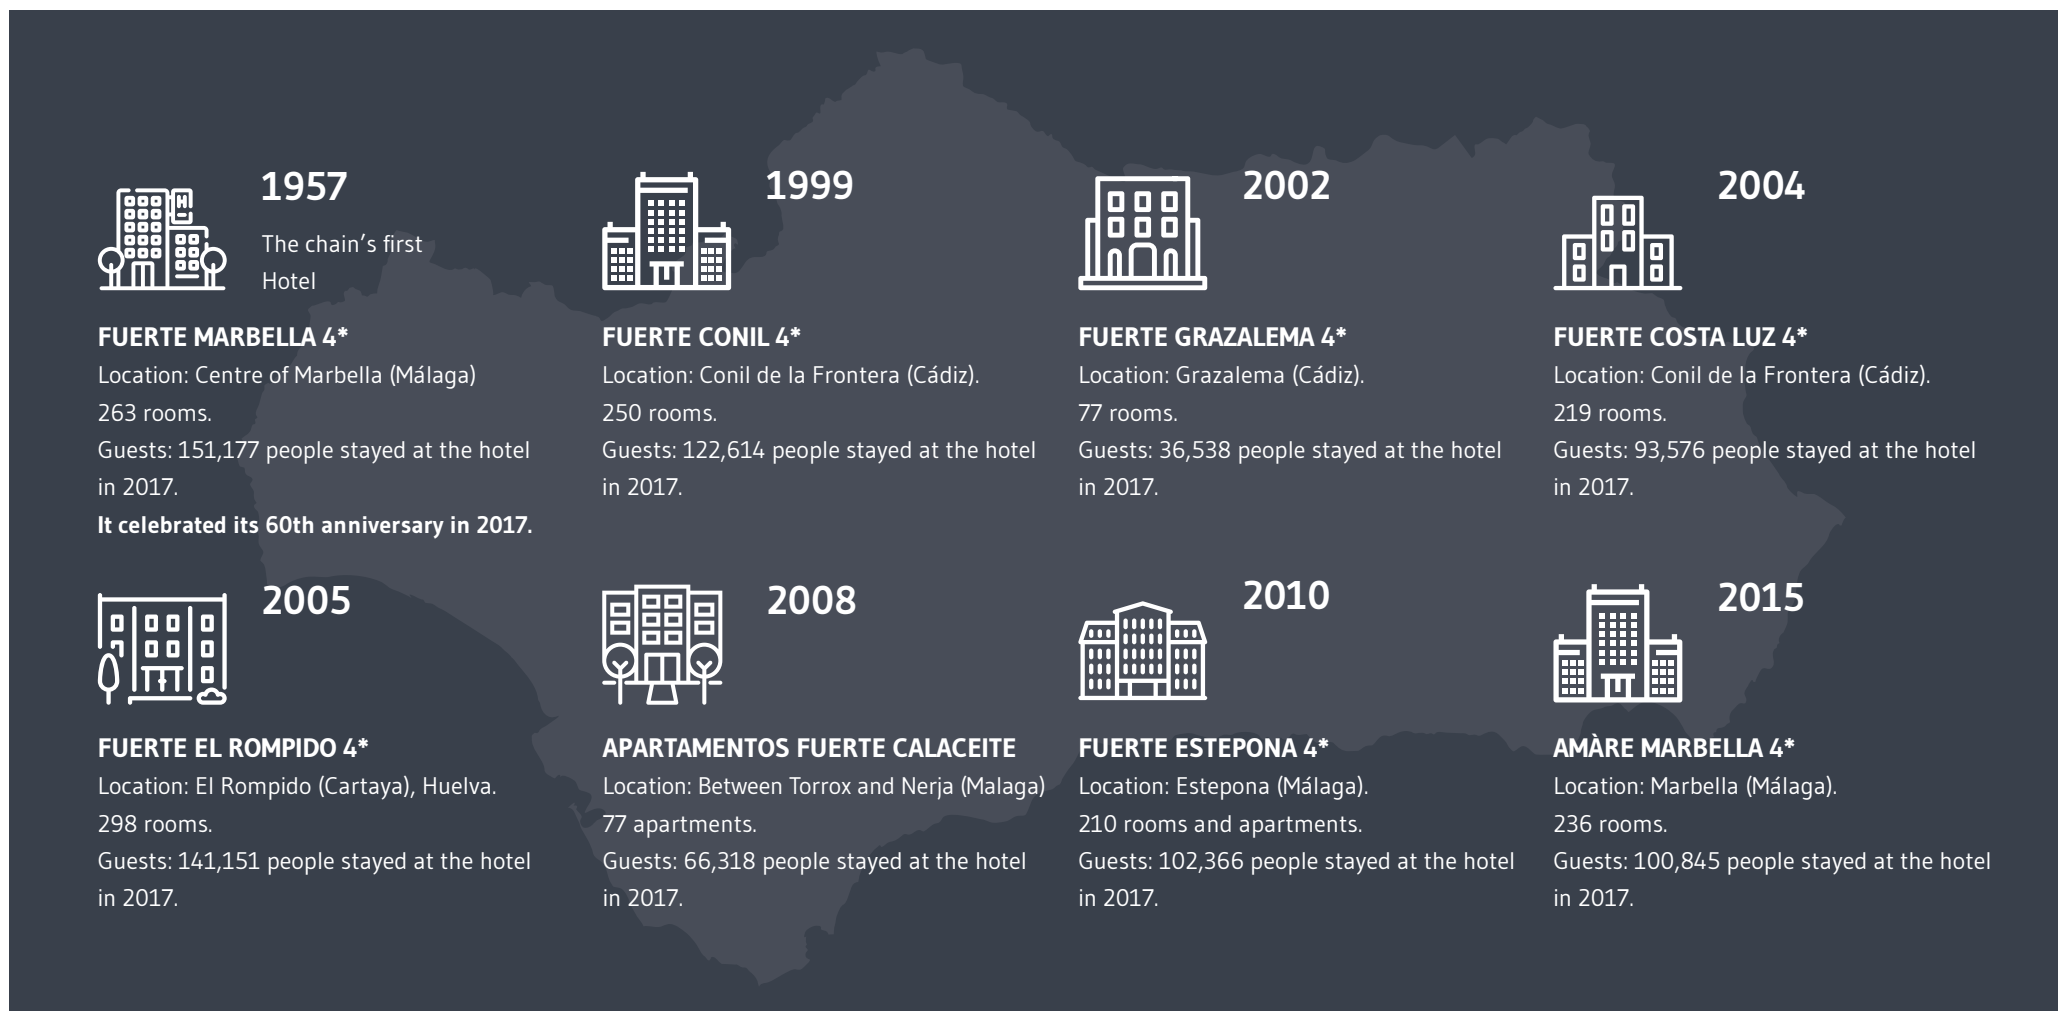 1957
The chain's first
Hotel
FUERTE MARBELLA 4*
Location: Centre of Marbella (Málaga)
263 rooms.
Guests: 151,177 people stayed at the hotel
in 2017.
It celebrated its 60th anniversary in 2017.
1999
FUERTE CONIL 4*
Location: Conil de la Frontera (Cádiz).
250 rooms.
Guests: 122,614 people stayed at the hotel
in 2017.
2002
FUERTE GRAZALEMA 4*
Location: Grazalema (Cádiz).
77 rooms.
Guests: 36,538 people stayed at the hotel
in 2017.
2004
FUERTE COSTA LUZ 4*
Location: Conil de la Frontera (Cádiz).
219 rooms.
Guests: 93,576 people stayed at the hotel
in 2017.
2005
FUERTE EL ROMPIDO 4*
Location: El Rompido (Cartaya), Huelva.
298 rooms.
Guests: 141,151 people stayed at the hotel
in 2017.
2008
APARTAMENTOS FUERTE CALACEITE
Location: Between Torrox and Nerja (Malaga)
77 apartments.
Guests: 66,318 people stayed at the hotel
in 2017.
2010
FUERTE ESTEPONA 4*
Location: Estepona (Málaga).
210 rooms and apartments.
Guests: 102,366 people stayed at the hotel
in 2017.
2015
AMÀRE MARBELLA 4*
Location: Marbella (Málaga).
236 rooms.
Guests: 100,845 people stayed at the hotel
in 2017.